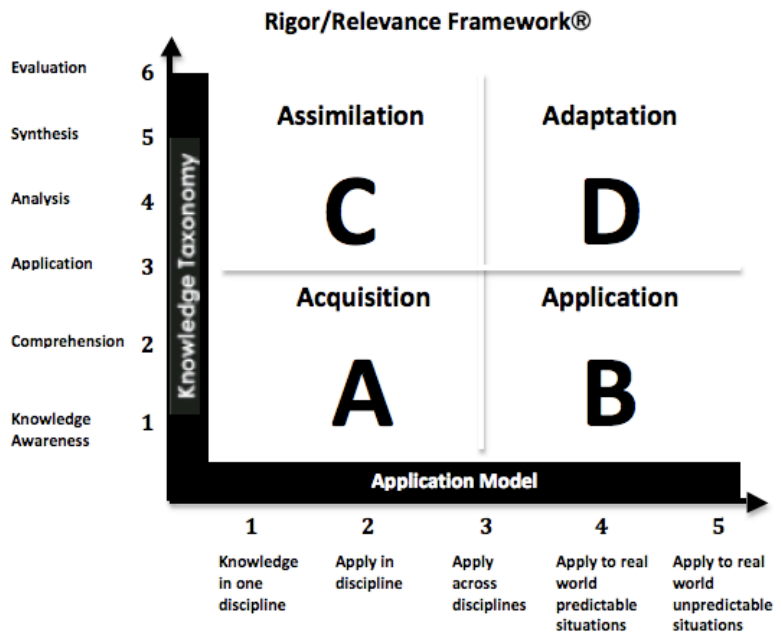 Rigor/Relevance Framework®
Evaluation 6
Synthesis 5
Analysis 4
Application 3
Comprehension 2
Knowledge
Awareness 1
Knowledge Taxonomy
Assimilation
C
Adaptation
D
Acquisition
A
Application
B
Application Model
1 2 3 4 5
Knowledge
in one
discipline
Apply in
discipline
Apply
across
disciplines
Apply to real
world
predictable
situations
Apply to real
world
unpredictable
situations